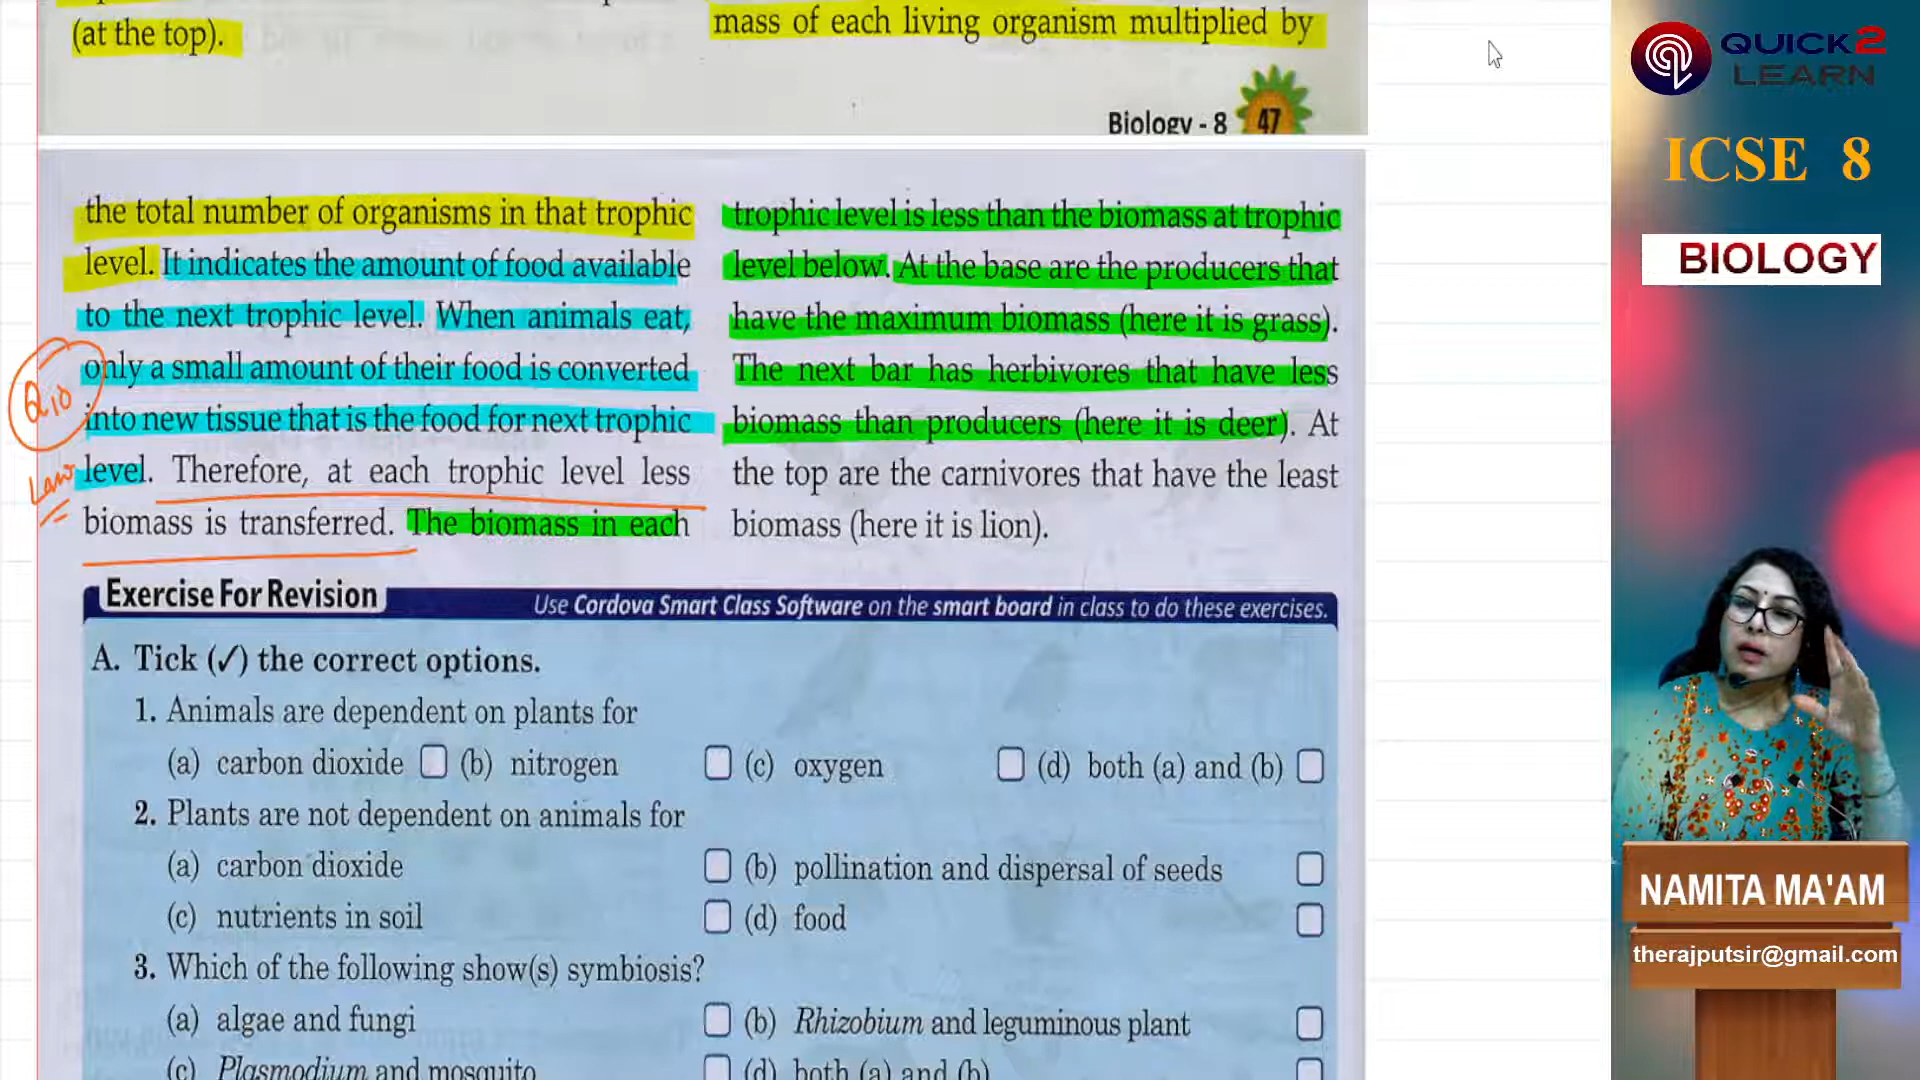 (at the top).
mass of each living organism multiplied by
Biology - 8 47
the total number of organisms in that trophic
level. It indicates the amount of food available
to the next trophic level. When animals eat,
only a small amount of their food is converted
into new tissue that is the food for next trophic
level. Therefore, at each trophic level less
biomass is transferred. The biomass in each
Q10
Law
trophic level is less than the biomass at trophic
level below. At the base are the producers that
have the maximum biomass (here it is grass).
The next bar has herbivores that have less
biomass than producers (here it is deer). At
the top are the carnivores that have the least
biomass (here it is lion).
Exercise For Revision
Use Cordova Smart Class Software on the smart board in class to do these exercises.
A. Tick (✓) the correct options.
1. Animals are dependent on plants for
(a) carbon dioxide (b) nitrogen (c) oxygen (d) both (a) and (b)
2. Plants are not dependent on animals for
(a) carbon dioxide (b) pollination and dispersal of seeds
(c) nutrients in soil (d) food
3. Which of the following show(s) symbiosis?
(a) algae and fungi (b) Rhizobium and leguminous plant
(c) Plasmodium and mosquito (d) both (a) and (b)
QUICK2
LEARN
ICSE 8
BIOLOGY
NAMITA MA'AM
therajputsir@gmail.com